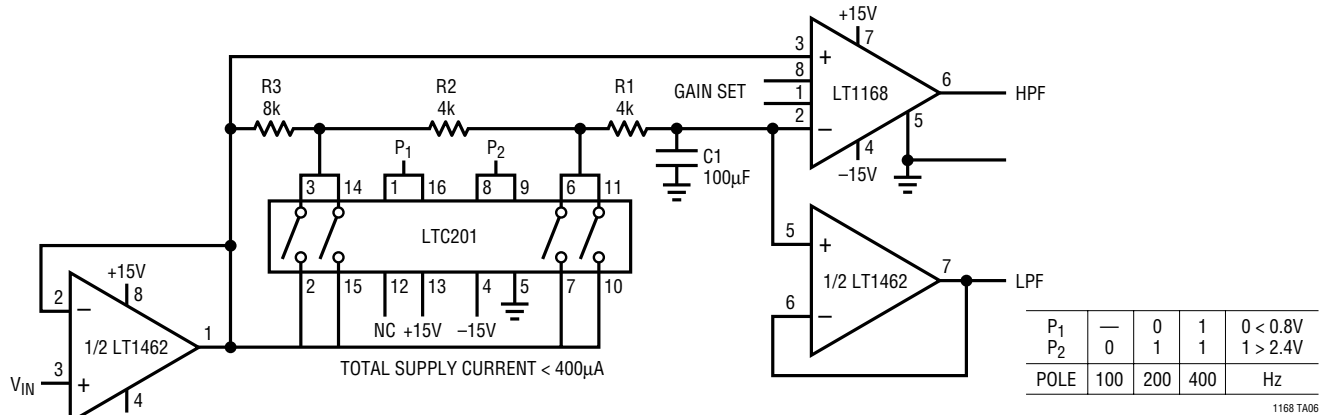 +15V
7
3
+
8
GAIN SET
1
2
–
LT1168
6
HPF
5
4
–15V
R3
8k
R2
4k
R1
4k
C1
100µF
P1
P2
3 14 1 16 8 9 6 11
LTC201
2 15 12 13 4 5 7 10
NC +15V –15V
+15V
8
2
–
1/2 LT1462
1
VIN
3
+
4
TOTAL SUPPLY CURRENT < 400µA
5
+
1/2 LT1462
7
LPF
6
–
P1 — 0 1 0 < 0.8V
P2 0 1 1 1 > 2.4V
POLE 100 200 400 Hz
1168 TA06